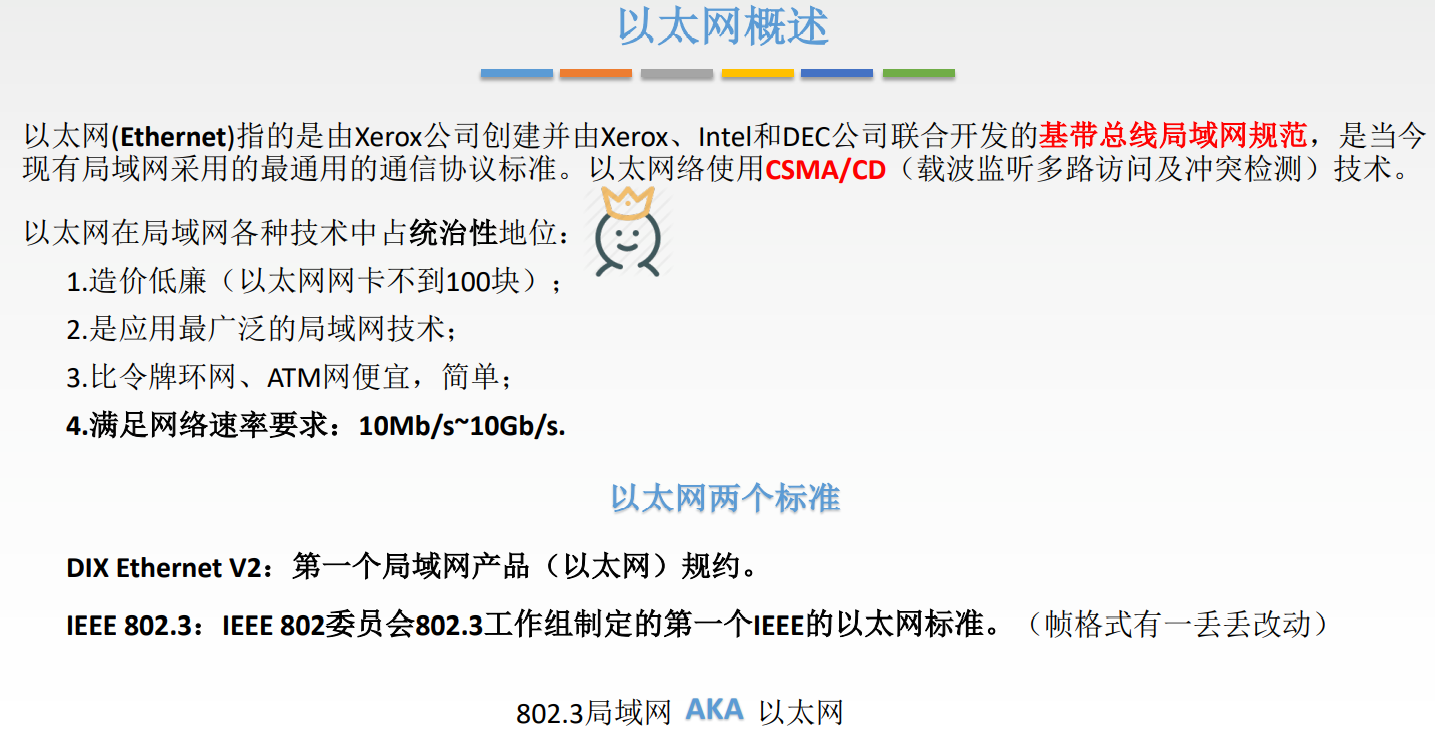 以太网概述
以太网(Ethernet)指的是由Xerox公司创建并由Xerox、Intel和DEC公司联合开发的基带总线局域网规范，是当今
现有局域网采用的最通用的通信协议标准。以太网络使用CSMA/CD（载波监听多路访问及冲突检测）技术。
以太网在局域网各种技术中占统治性地位：
1.造价低廉（以太网网卡不到100块）；
2.是应用最广泛的局域网技术；
3.比令牌环网、ATM网便宜，简单；
4.满足网络速率要求：10Mb/s~10Gb/s.
以太网两个标准
DIX Ethernet V2：第一个局域网产品（以太网）规约。
IEEE 802.3：IEEE 802委员会802.3工作组制定的第一个IEEE的以太网标准。（帧格式有一丢丢改动）
802.3局域网 AKA 以太网